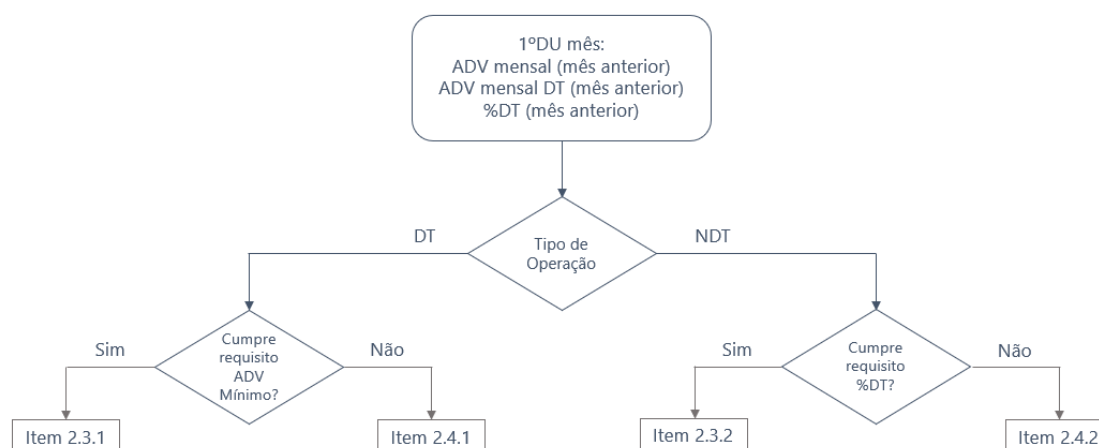 1ºDU mês:
ADV mensal (mês anterior)
ADV mensal DT (mês anterior)
%DT (mês anterior)
DT
Tipo de
Operação
NDT
Sim
Cumpre
requisito
ADV
Mínimo?
Não
Sim
Cumpre
requisito
%DT?
Não
Item 2.3.1
Item 2.4.1
Item 2.3.2
Item 2.4.2